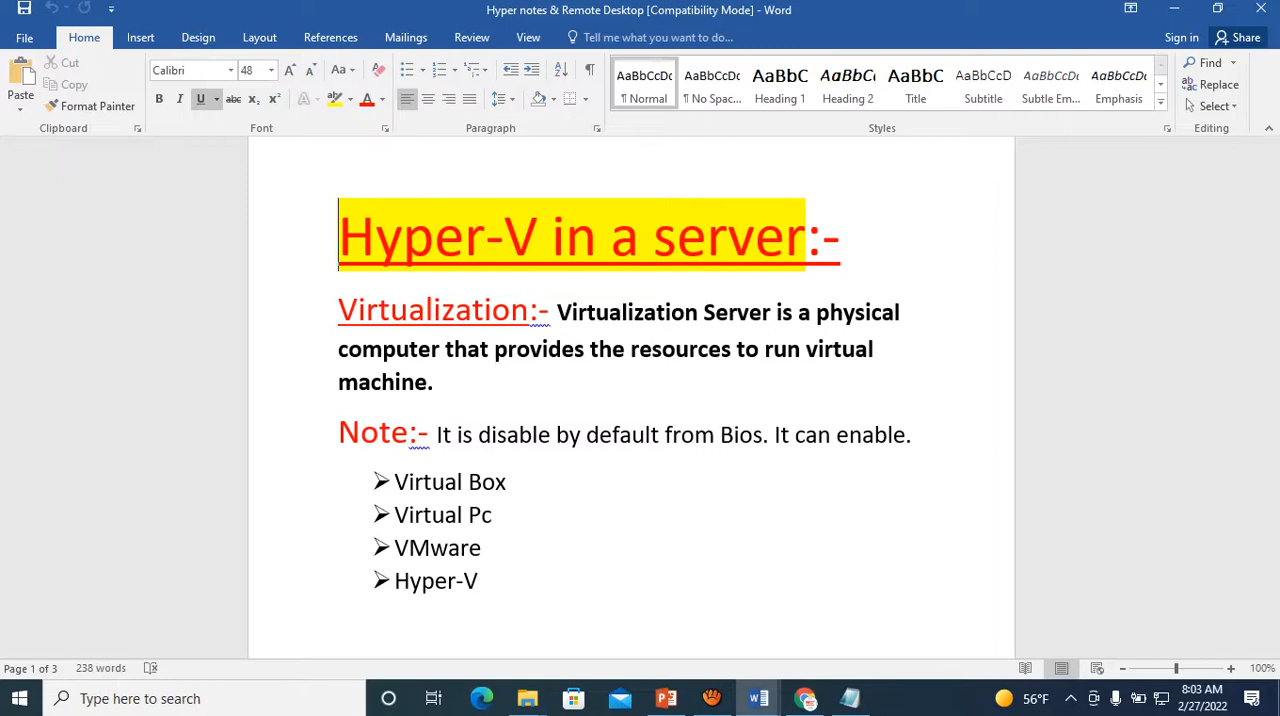 Hyper notes & Remote Desktop [Compatibility Mode] - Word
File Home Insert Design Layout References Mailings Review View Tell me what you want to do... Sign in Share
Paste
Cut
Copy
Format Painter
Clipboard
Calibri 48
Aa
B I U abc X₂ X²
A A
Font
Paragraph
AaBbCcDc ¶ Normal
AaBbCcDc ¶ No Spac...
AaBbC Heading 1
AaBbC Heading 2
AaBbC Title
AaBbCcD Subtitle
AaBbCcDc Subtle Em...
AaBbCcDc Emphasis
Styles
Find
Replace
Select
Editing
Hyper-V in a server:-
Virtualization:- Virtualization Server is a physical
computer that provides the resources to run virtual
machine.
Note:- It is disable by default from Bios. It can enable.
➢ Virtual Box
➢ Virtual Pc
➢ VMware
➢ Hyper-V
Page 1 of 3 238 words 100%
Type here to search 56°F 8:03 AM
2/27/2022